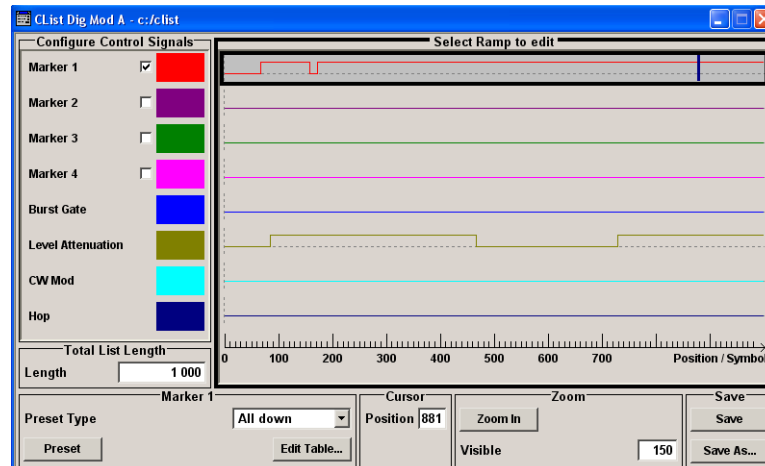 CList Dig Mod A - c:/clist
Configure Control Signals
Select Ramp to edit
Marker 1
Marker 2
Marker 3
Marker 4
Burst Gate
Level Attenuation
CW Mod
Hop
0 100 200 300 400 500 600 700 Position / Symbol
Total List Length
Length 1 000
Marker 1
Preset Type All down
Preset Edit Table...
Cursor
Position 881
Zoom
Zoom In
Visible 150
Save
Save
Save As...